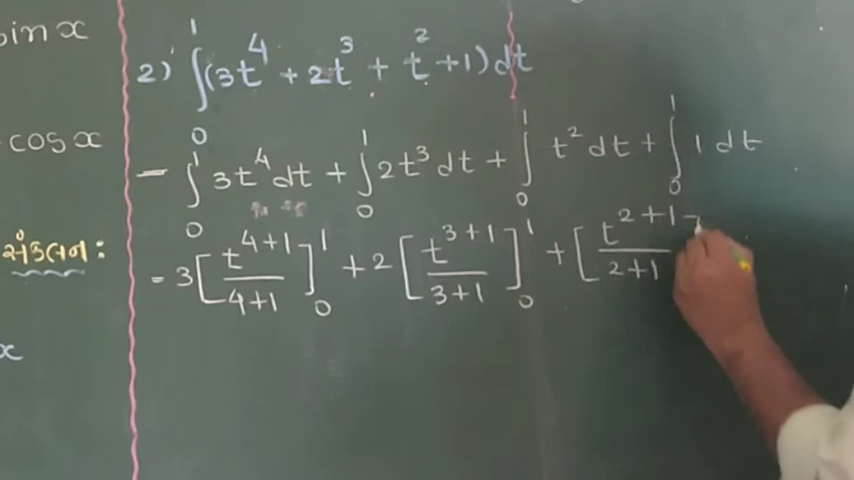 sin x
2) ∫₀¹ (3t⁴ + 2t³ + t² + 1) dt
cos x
- ∫₀¹ 3t⁴ dt + ∫₀¹ 2t³ dt + ∫₀¹ t² dt + ∫₀¹ 1 dt
= 3 [t^(4+1)/(4+1)]₀¹ + 2 [t^(3+1)/(3+1)]₀¹ + [t^(2+1)/(2+1)
x